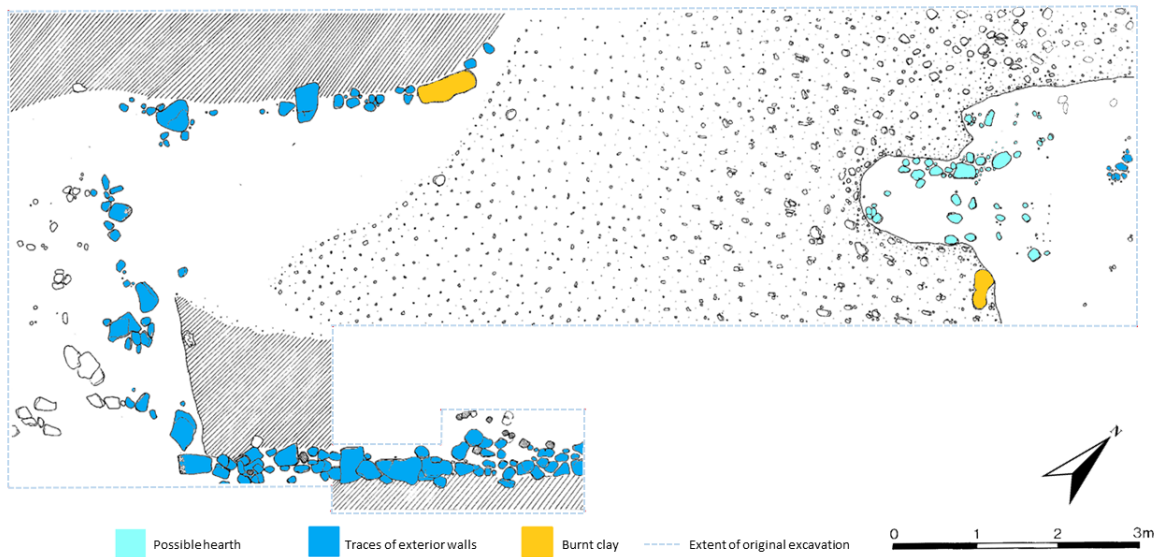 N
Possible hearth
Traces of exterior walls
Burnt clay
Extent of original excavation
0 1 2 3m